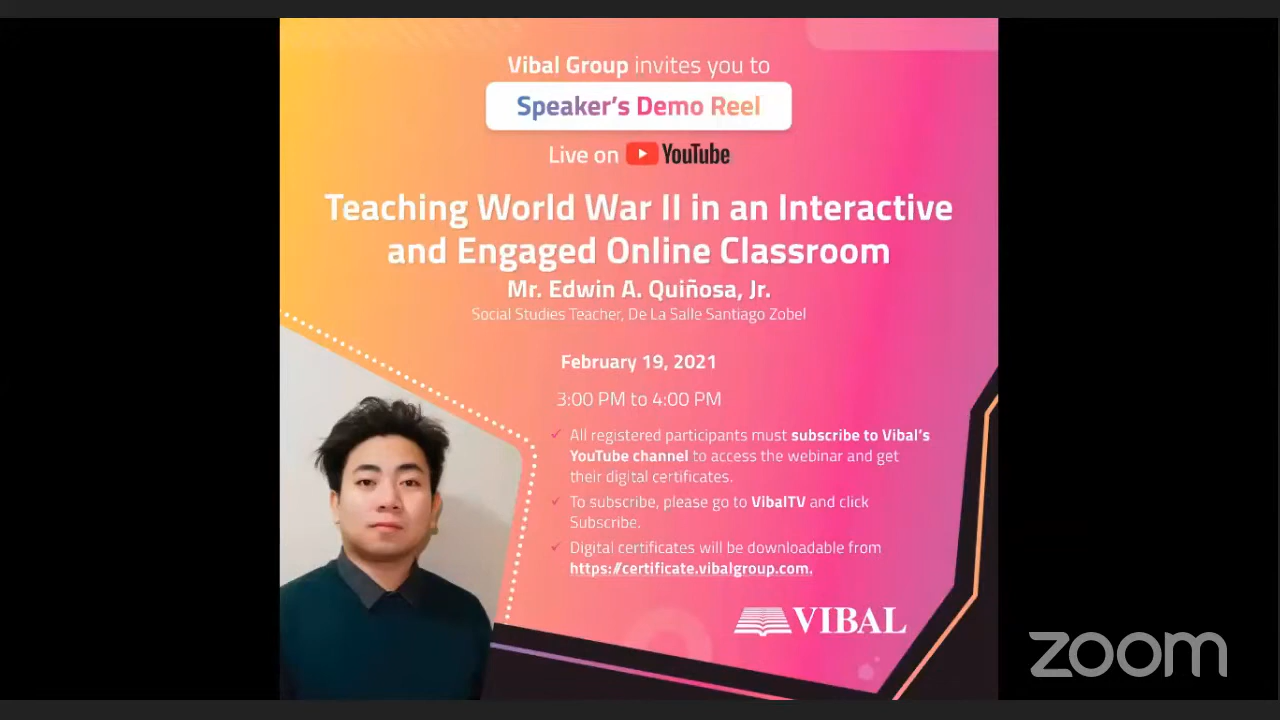 Vibal Group invites you to
Speaker's Demo Reel
Live on YouTube
Teaching World War II in an Interactive
and Engaged Online Classroom
Mr. Edwin A. Quiñosa, Jr.
Social Studies Teacher, De La Salle Santiago Zobel
February 19, 2021
3:00 PM to 4:00 PM
All registered participants must subscribe to Vibal's
YouTube channel to access the webinar and get
their digital certificates.
To subscribe, please go to VibalTV and click
Subscribe.
Digital certificates will be downloadable from
https://certificate.vibalgroup.com.
VIBAL
zoom